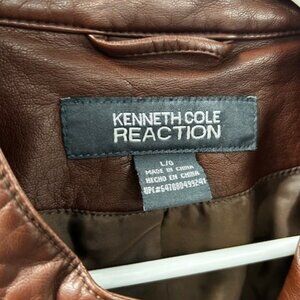 KENNETH COLE
REACTION
L/G
MADE IN CHINA
HECHO EN CHINA